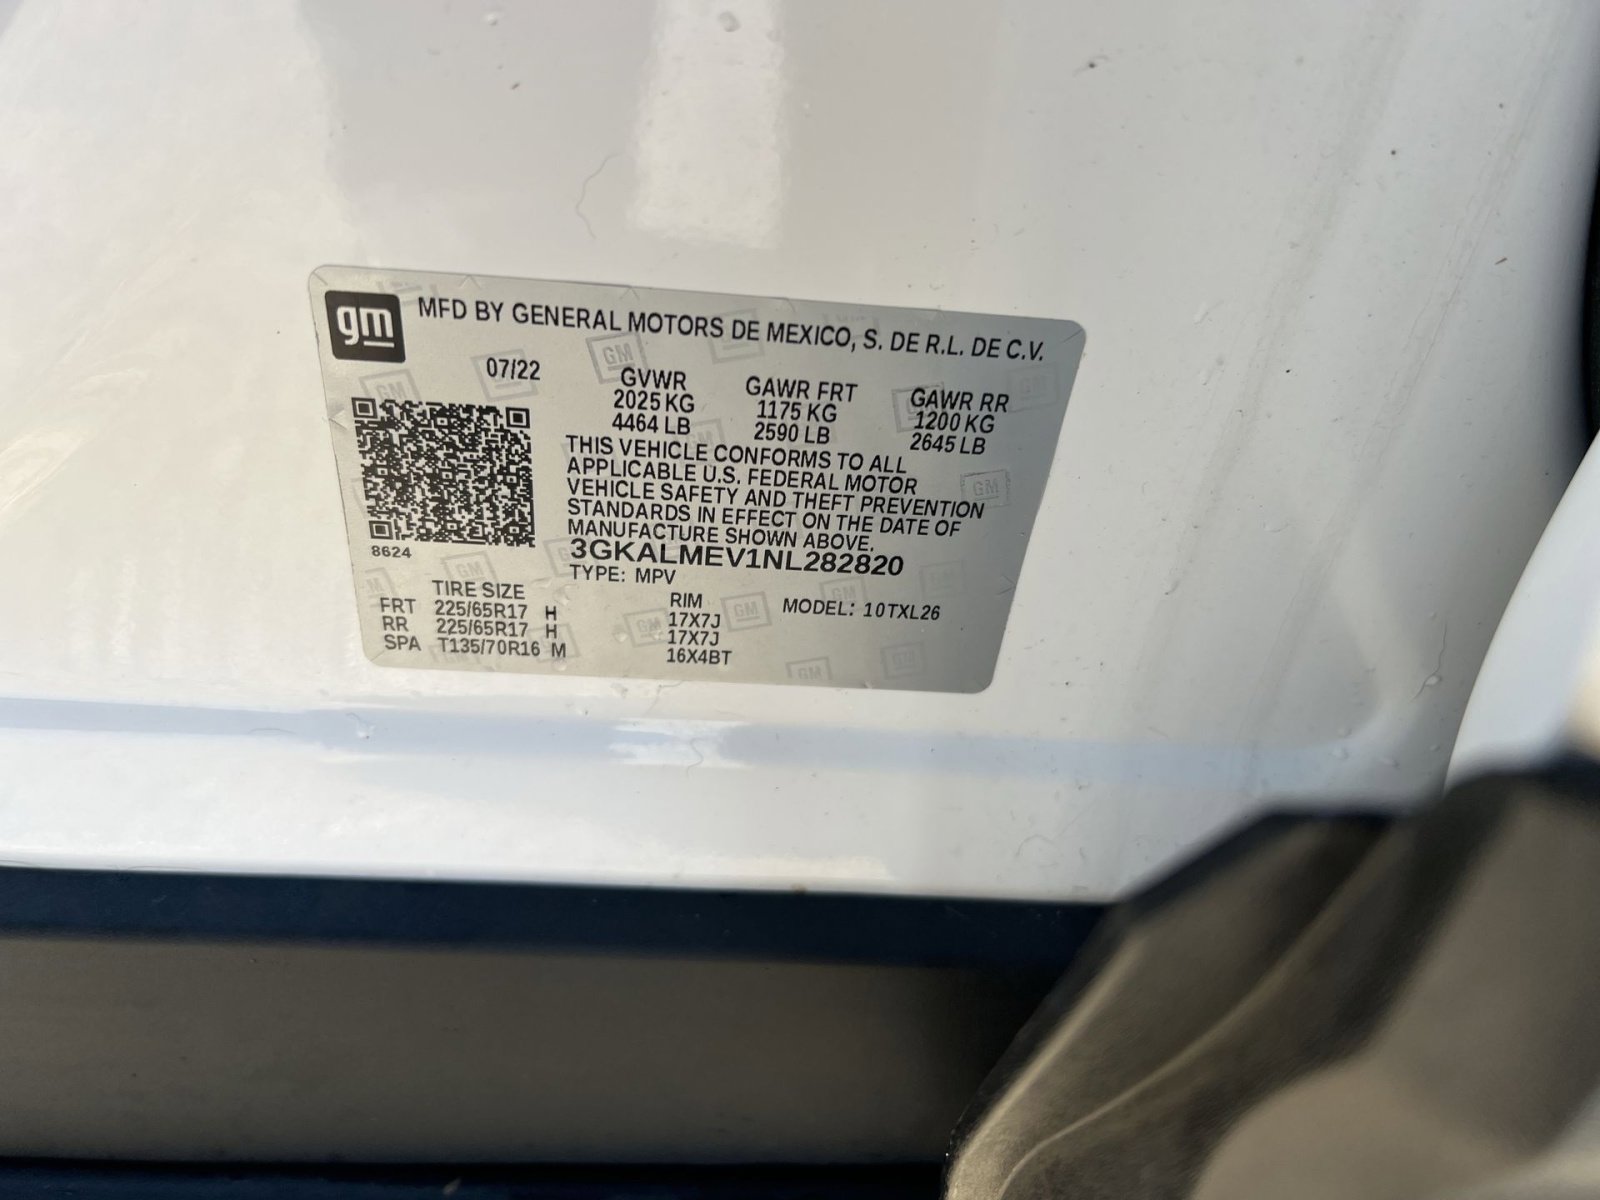 gm MFD BY GENERAL MOTORS DE MEXICO, S. DE R.L. DE C.V.
07/22
GVWR GAWR FRT GAWR RR
2025 KG 1175 KG 1200 KG
4464 LB 2590 LB 2645 LB
THIS VEHICLE CONFORMS TO ALL
APPLICABLE U.S. FEDERAL MOTOR
VEHICLE SAFETY AND THEFT PREVENTION
STANDARDS IN EFFECT ON THE DATE OF
MANUFACTURE SHOWN ABOVE.
8624
3GKALMEV1NL282820
TYPE: MPV
TIRE SIZE RIM MODEL: 10TXL26
FRT 225/65R17 H 17X7J
RR 225/65R17 H 17X7J
SPA T135/70R16 M 16X4BT